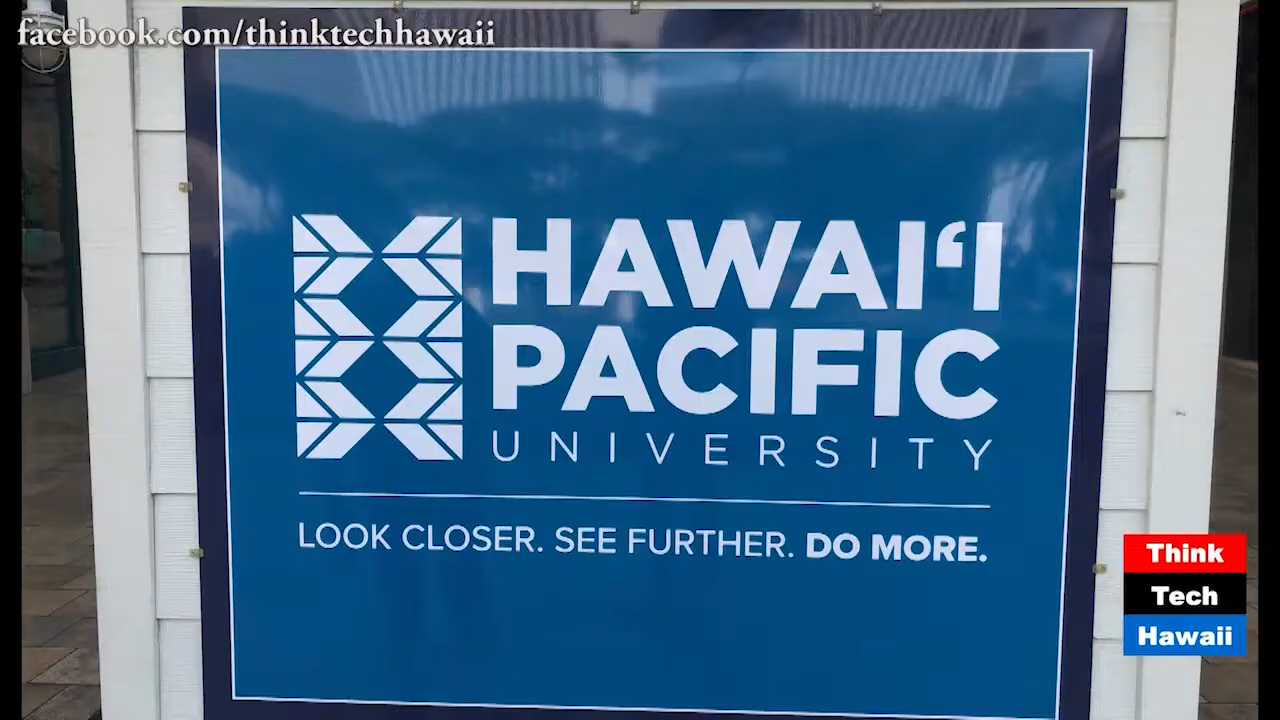 facebook.com/thinktechhawaii
HAWAIʻI
PACIFIC
UNIVERSITY
LOOK CLOSER. SEE FURTHER. DO MORE.
Think
Tech
Hawaii